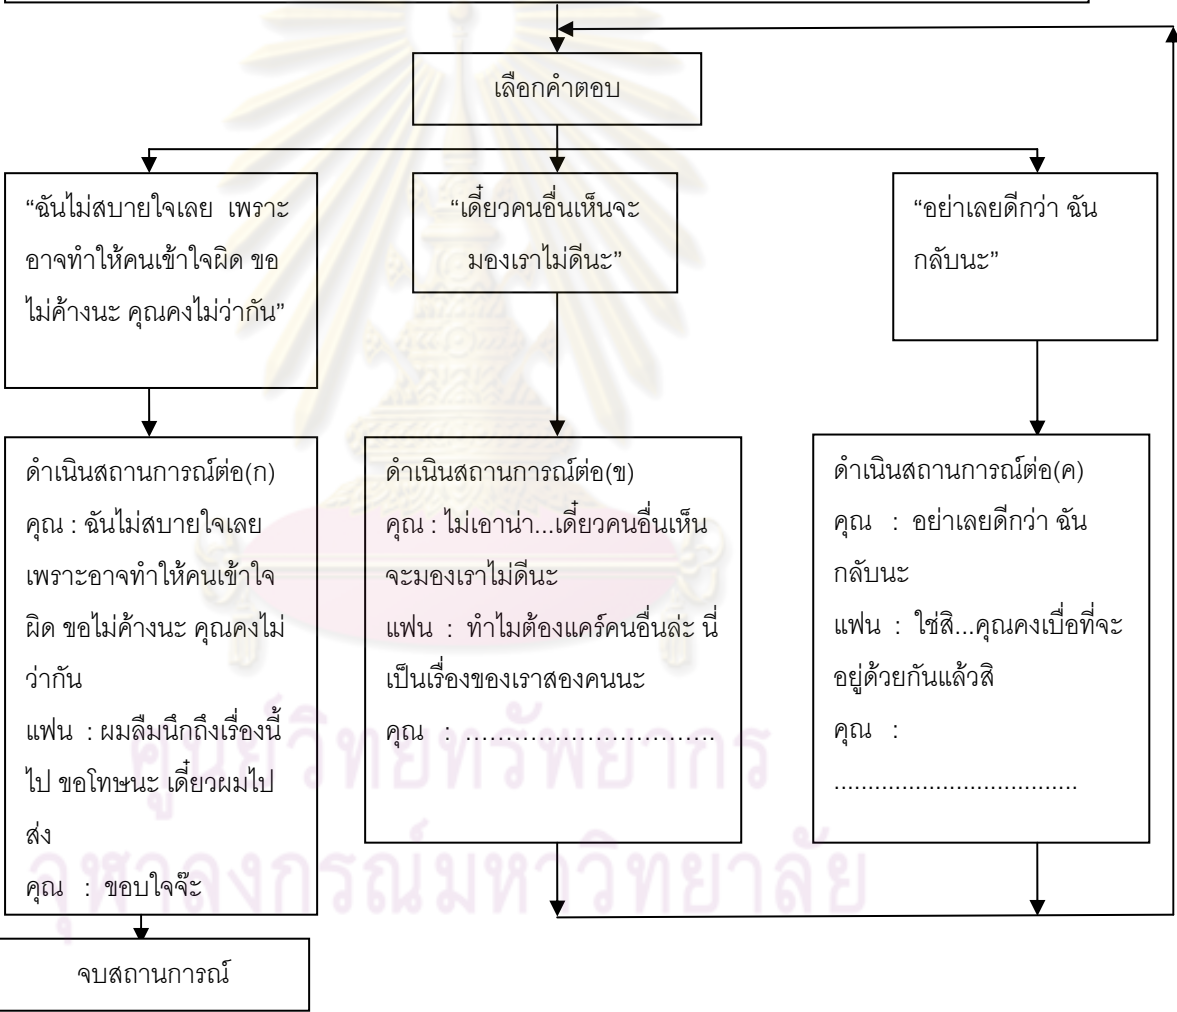 เลือกคำตอบ
“ฉันไม่สบายใจเลย เพราะ
อาจทำให้คนเข้าใจผิด ขอ
ไม่ค้างนะ คุณคงไม่ว่ากัน”
“เดี๋ยวคนอื่นเห็นจะ
มองเราไม่ดีนะ”
“อย่าเลยดีกว่า ฉัน
กลับนะ”
ดำเนินสถานการณ์ต่อ(ก)
คุณ : ฉันไม่สบายใจเลย
เพราะอาจทำให้คนเข้าใจ
ผิด ขอไม่ค้างนะ คุณคงไม่
ว่ากัน
แฟน : ผมลืมนึกถึงเรื่องนี้
ไป ขอโทษนะ เดี๋ยวผมไป
ส่ง
คุณ : ขอบใจจ๊ะ
ดำเนินสถานการณ์ต่อ(ข)
คุณ : ไม่เอาน่า...เดี๋ยวคนอื่นเห็น
จะมองเราไม่ดีนะ
แฟน : ทำไมต้องแคร์คนอื่นล่ะ นี่
เป็นเรื่องของเราสองคนนะ
คุณ : ..............................
ดำเนินสถานการณ์ต่อ(ค)
คุณ : อย่าเลยดีกว่า ฉัน
กลับนะ
แฟน : ใช่สิ...คุณคงเบื่อที่จะ
อยู่ด้วยกันแล้วสิ
คุณ :
....................................
จบสถานการณ์
ศูนย์วิทยทรัพยากร
จุฬาลงกรณ์มหาวิทยาลัย